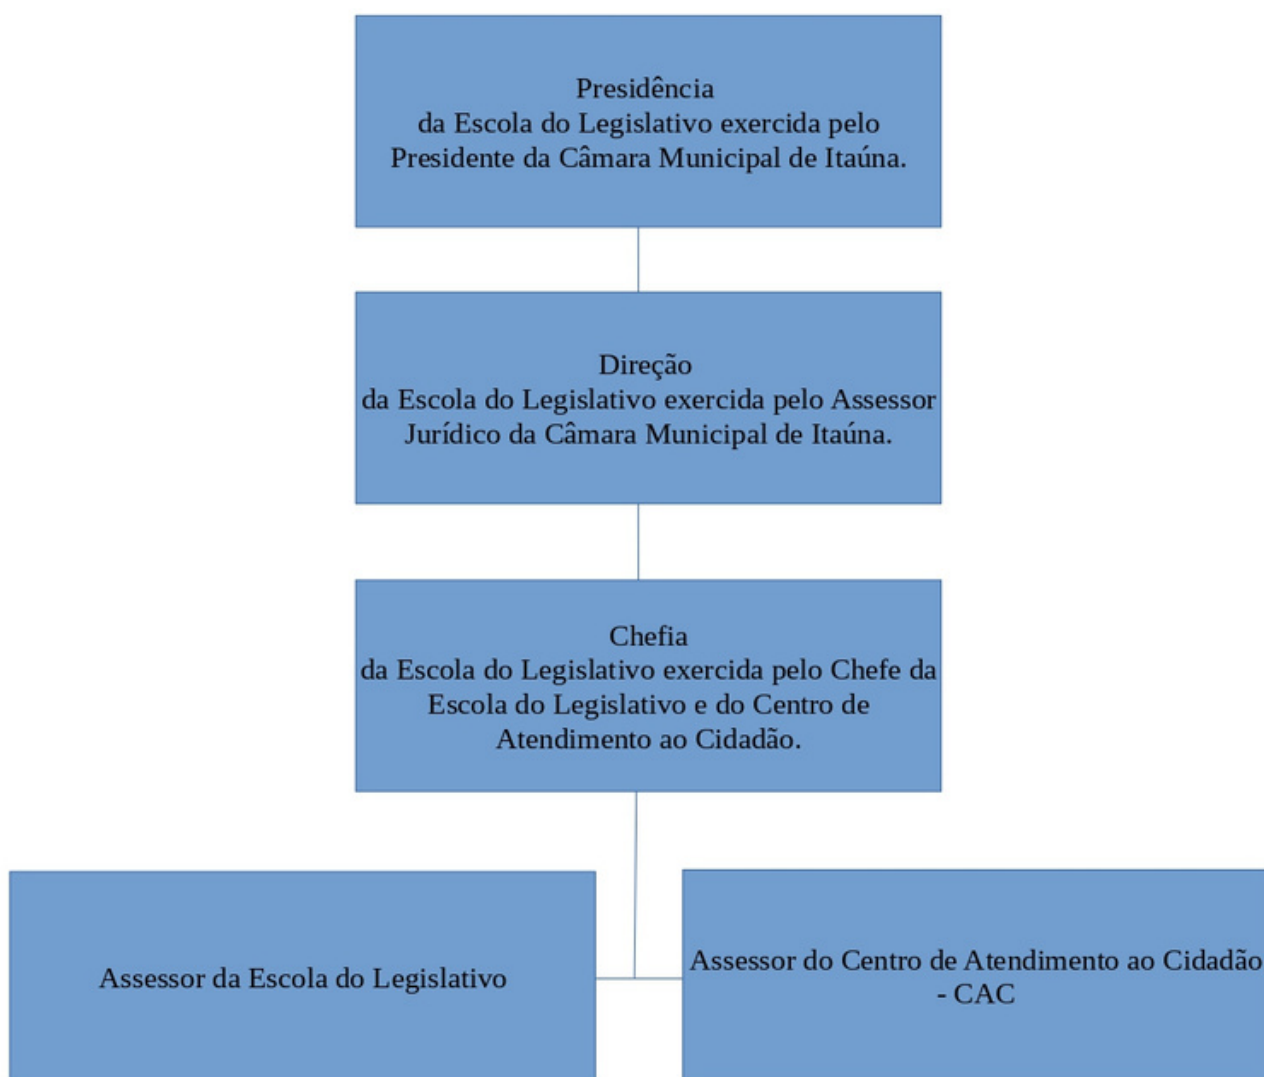 Presidência
da Escola do Legislativo exercida pelo
Presidente da Câmara Municipal de Itaúna.
Direção
da Escola do Legislativo exercida pelo Assessor
Jurídico da Câmara Municipal de Itaúna.
Chefia
da Escola do Legislativo exercida pelo Chefe da
Escola do Legislativo e do Centro de
Atendimento ao Cidadão.
Assessor da Escola do Legislativo
Assessor do Centro de Atendimento ao Cidadão
- CAC